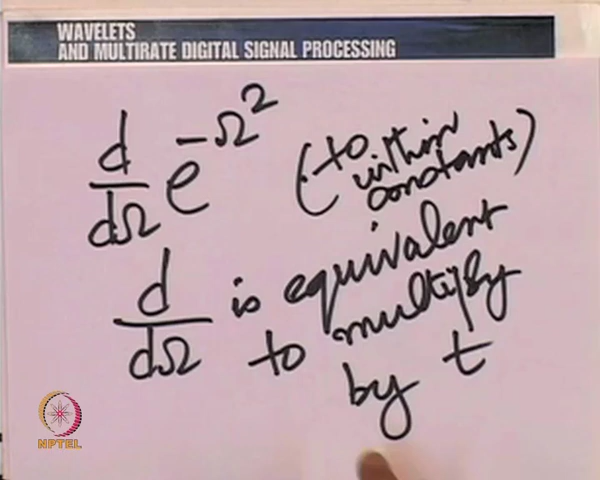 WAVELETS
AND MULTIRATE DIGITAL SIGNAL PROCESSING
d/dΩ e^-Ω² (to within constants)
d/dΩ is equivalent
to multiply
by t
NPTEL